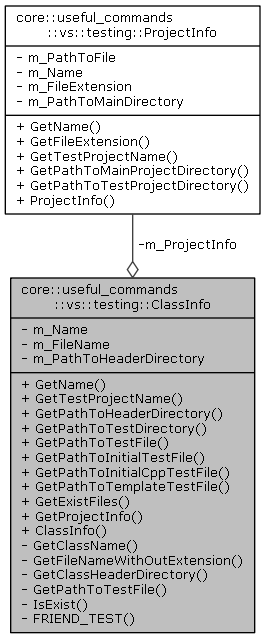 core::useful_commands
::vs::testing::ProjectInfo
- m_PathToFile
- m_Name
- m_FileExtension
- m_PathToMainDirectory
+ GetName()
+ GetFileExtension()
+ GetTestProjectName()
+ GetPathToMainProjectDirectory()
+ GetPathToTestProjectDirectory()
+ ProjectInfo()
-m_ProjectInfo
core::useful_commands
::vs::testing::ClassInfo
- m_Name
- m_FileName
- m_PathToHeaderDirectory
+ GetName()
+ GetTestProjectName()
+ GetPathToHeaderDirectory()
+ GetPathToTestDirectory()
+ GetPathToTestFile()
+ GetPathToInitialTestFile()
+ GetPathToInitialCppTestFile()
+ GetPathToTemplateTestFile()
+ GetExistFiles()
+ GetProjectInfo()
+ ClassInfo()
- GetClassName()
- GetFileNameWithOutExtension()
- GetClassHeaderDirectory()
- GetPathToTestFile()
- IsExist()
- FRIEND_TEST()